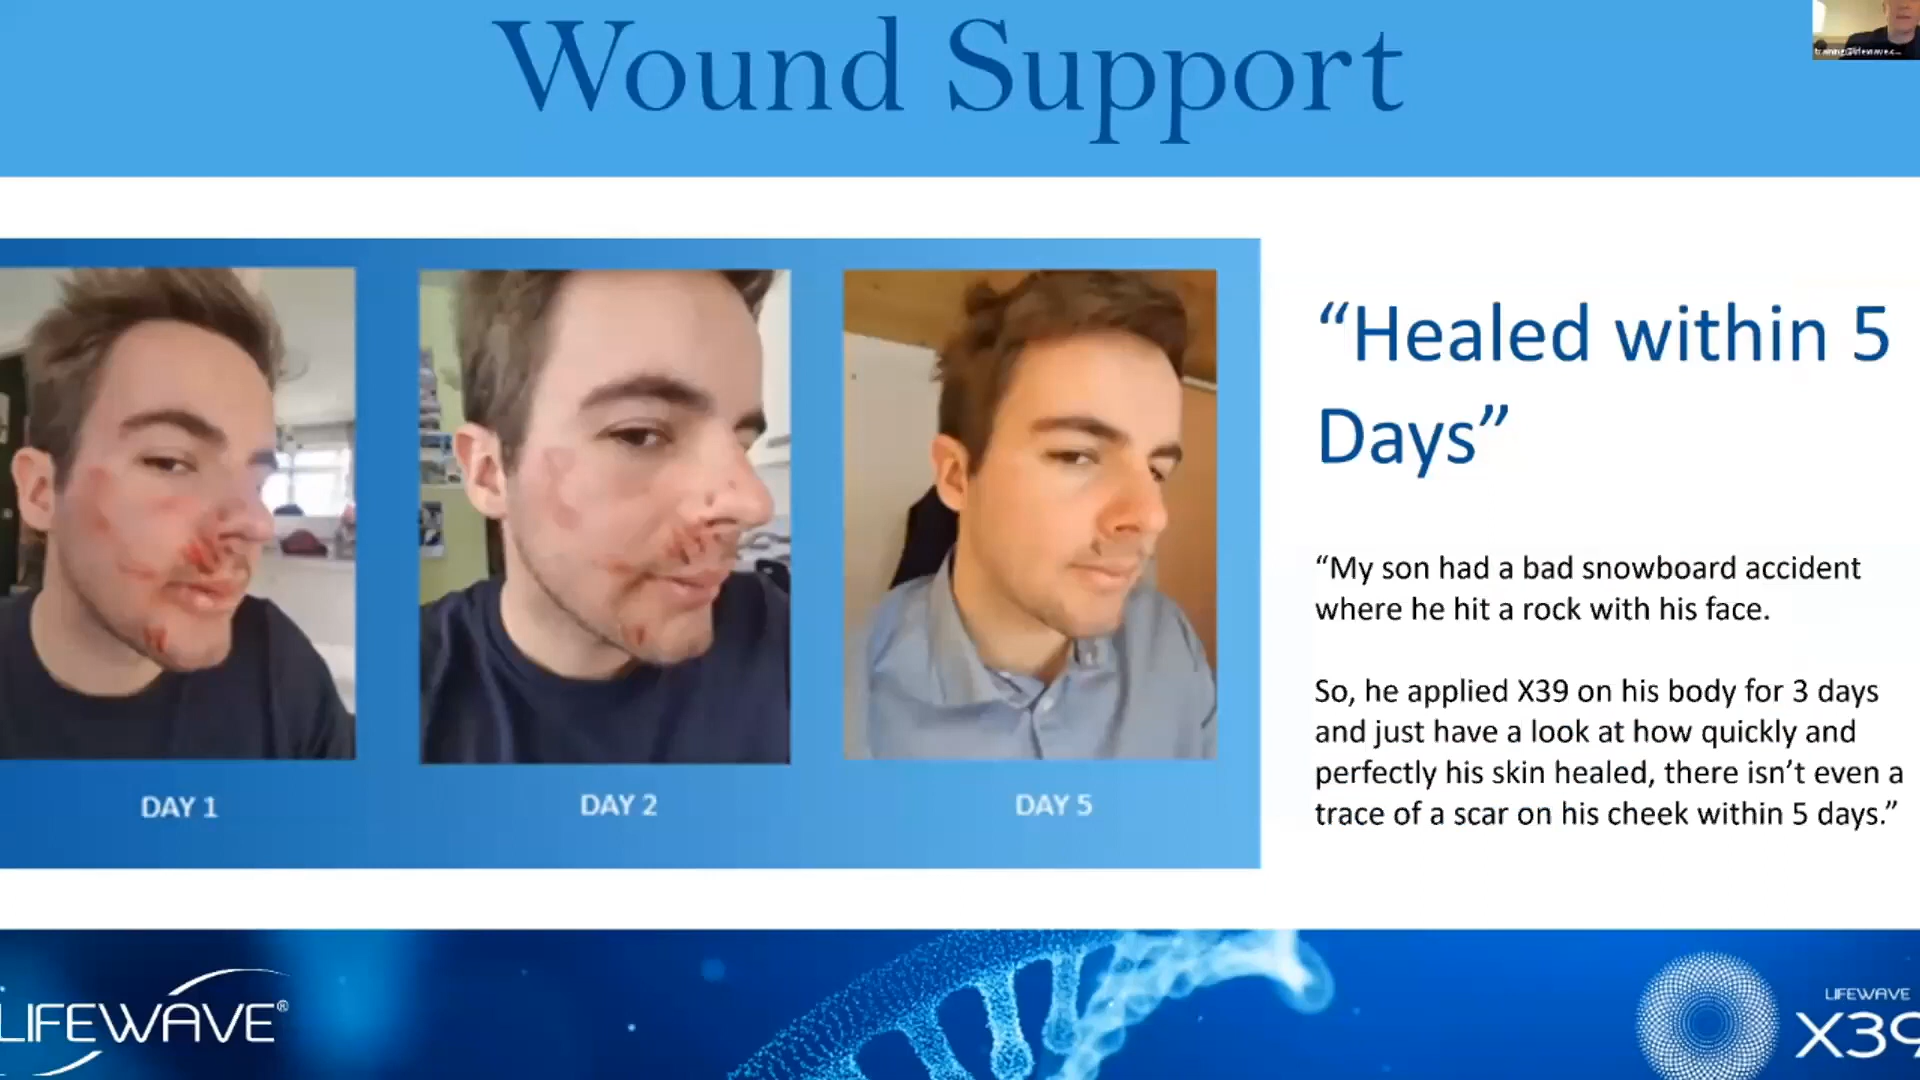 Wound Support
“Healed within 5
Days”
“My son had a bad snowboard accident
where he hit a rock with his face.
So, he applied X39 on his body for 3 days
and just have a look at how quickly and
perfectly his skin healed, there isn’t even a
trace of a scar on his cheek within 5 days.”
DAY 1
DAY 2
DAY 5
LIFEWAVE®
LIFEWAVE
X39